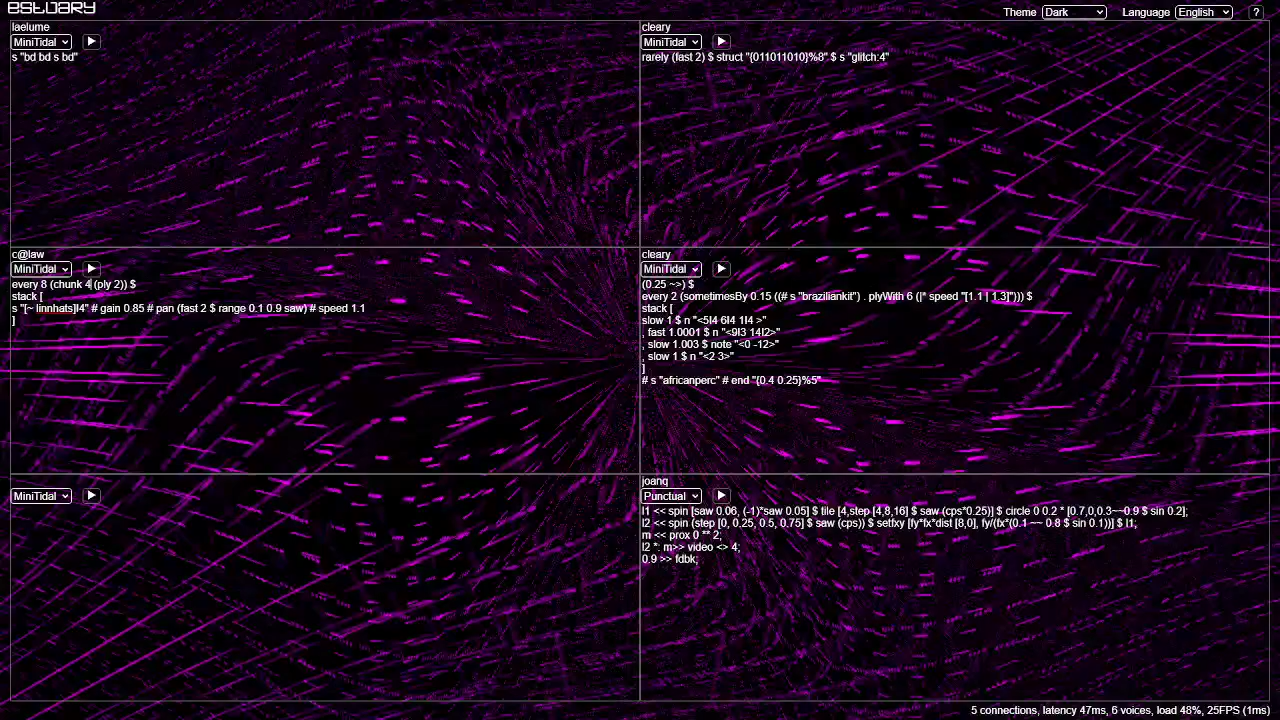 estuary
Theme Dark Language English ?
laelume
MiniTidal
s "bd bd s bd"
cleary
MiniTidal
rarely (fast 2) $ struct "{011011010}%8" $ s "glitch:4"
c@law
MiniTidal
every 8 (chunk 4 (ply 2)) $
stack [
s "[~ linnhats]!4" # gain 0.85 # pan (fast 2 $ range 0.1 0.9 saw) # speed 1.1
]
cleary
MiniTidal
(0.25 ~>) $
every 2 (sometimesBy 0.15 ((# s "braziliankit") . plyWith 6 (|* speed "[1.1 | 1.3]"))) $
stack [
slow 1 $ n "<5!4 6!4 1!4 >"
, fast 1.0001 $ n "<9!3 14!2>"
, slow 1.003 $ note "<0 -12>"
, slow 1 $ n "<2 3>"
]
# s "africanperc" # end "{0.4 0.25}%5"
MiniTidal
joanq
Punctual
l1 << spin [saw 0.06, (-1)*saw 0.05] $ tile [4,step [4,8,16] $ saw (cps*0.25)] $ circle 0 0.2 * [0.7,0,0.3~~0.9 $ sin 0.2];
l2 << spin (step [0, 0.25, 0.5, 0.75] $ saw (cps)) $ setfxy [fy*fx*dist [8,0], fy/(fx*(0.1 ~~ 0.8 $ sin 0.1))] $ l1;
m << prox 0 ** 2;
l2 *: m>> video <> 4;
0.9 >> fdbk;
5 connections, latency 47ms, 6 voices, load 48%, 25FPS (1ms)